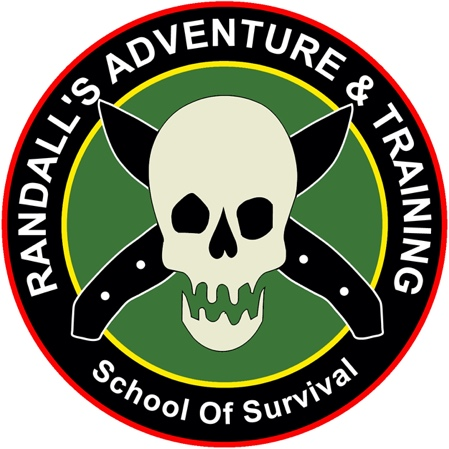 RANDALL'S ADVENTURE & TRAINING
School Of Survival